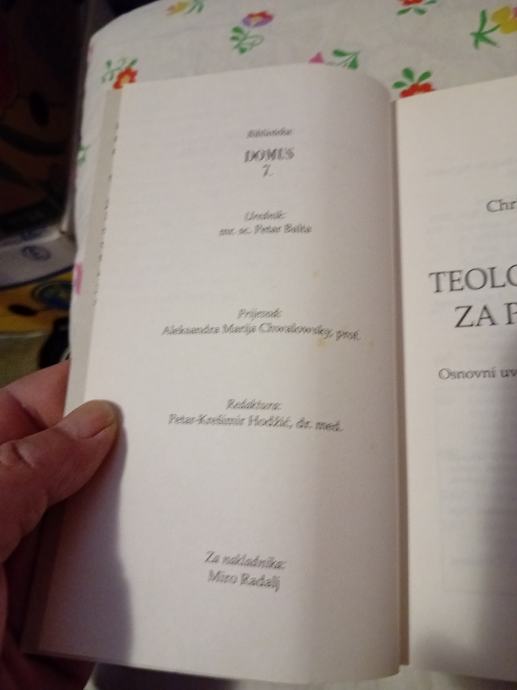 Biblioteka
DOMUS
7.
Urednik:
mr. sc. Petar Balta
Prijevod:
Aleksandra Marija Chwalowsky, prof.
Redaktura:
Petar-Krešimir Hodžić, dr. med.
Za nakladnika:
Miro Radalj
Chr
TEOLO
ZA P
Osnovni uv